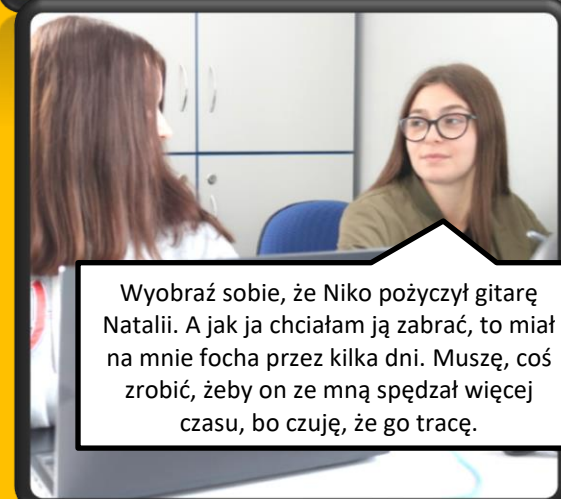 Wyobraź sobie, że Niko pożyczył gitarę
Natalii. A jak ja chciałam ją zabrać, to miał
na mnie focha przez kilka dni. Muszę, coś
zrobić, żeby on ze mną spędzał więcej
czasu, bo czuję, że go tracę.